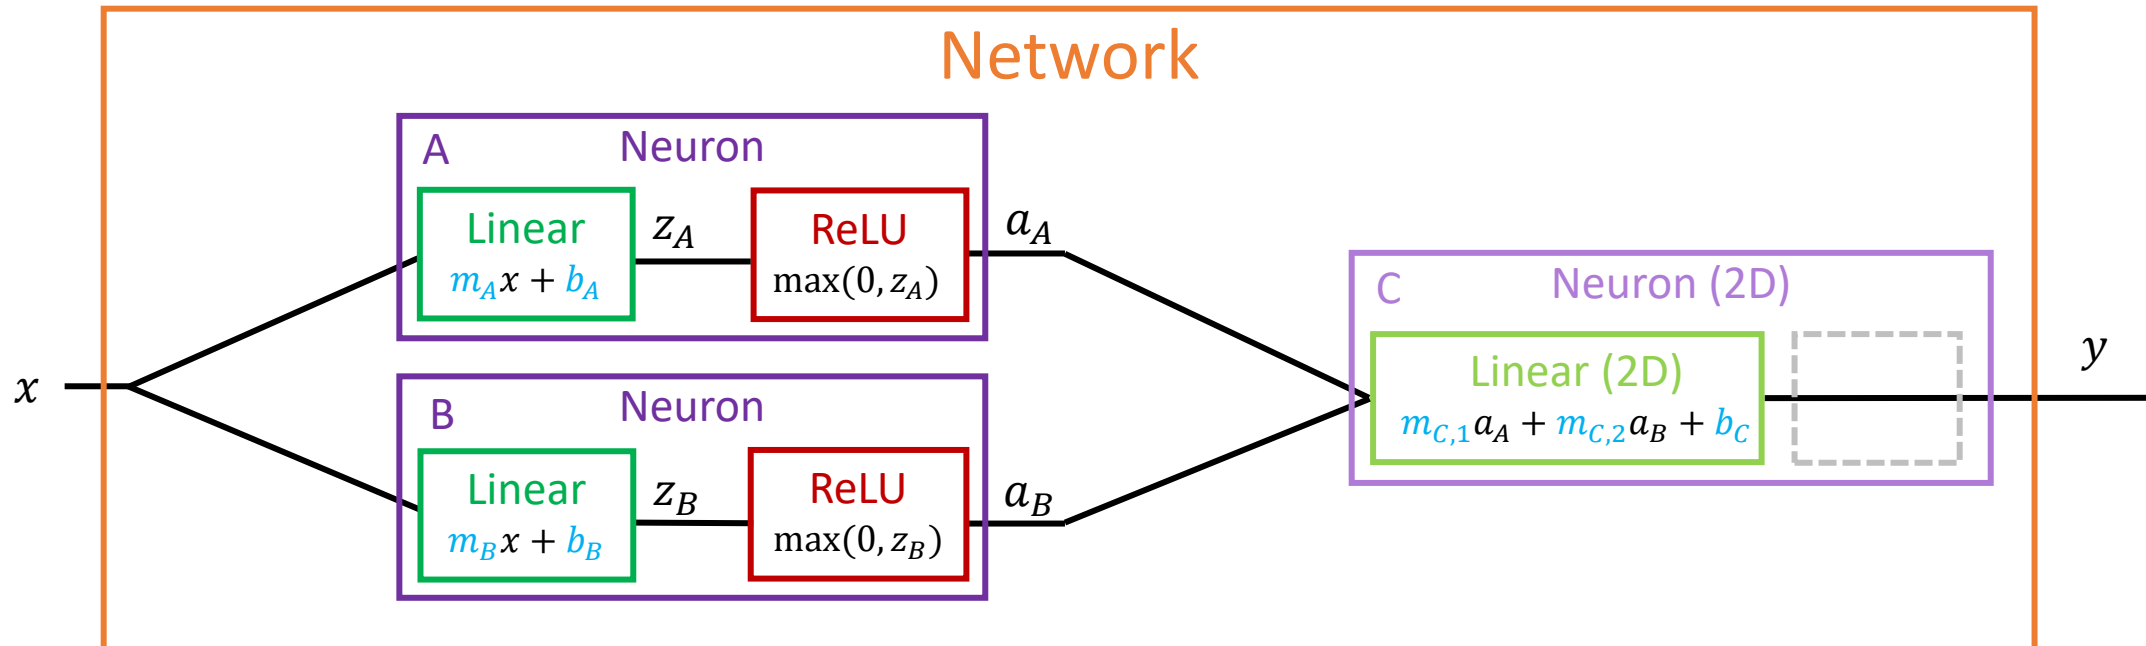 Network
A
Neuron
Linear
m_A x + b_A
z_A
ReLU
max(0, z_A)
a_A
x
B
Neuron
Linear
m_B x + b_B
z_B
ReLU
max(0, z_B)
a_B
C
Neuron (2D)
Linear (2D)
m_{C,1} a_A + m_{C,2} a_B + b_C
y